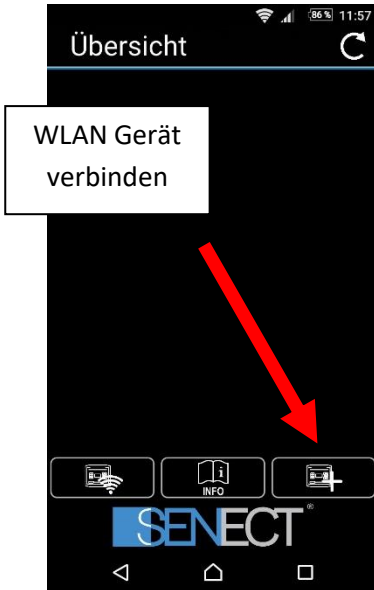 86 % 11:57
Übersicht
WLAN Gerät
verbinden
i
INFO
SENECT®